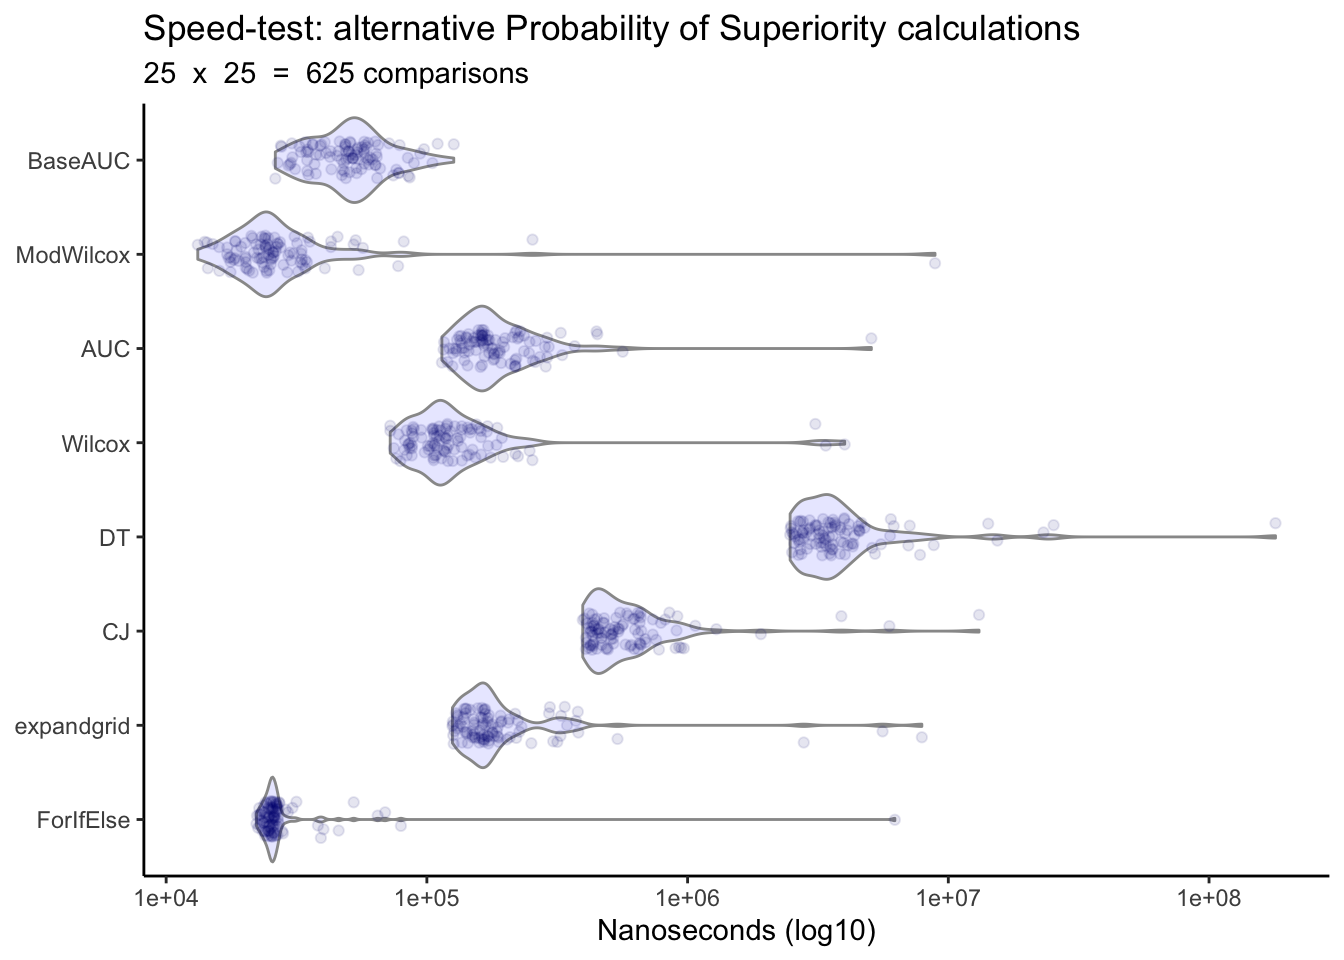 Speed-test: alternative Probability of Superiority calculations
25 x 25 = 625 comparisons
BaseAUC
ModWilcox
AUC
Wilcox
DT
CJ
expandgrid
ForIfElse
1e+04 1e+05 1e+06 1e+07 1e+08
Nanoseconds (log10)